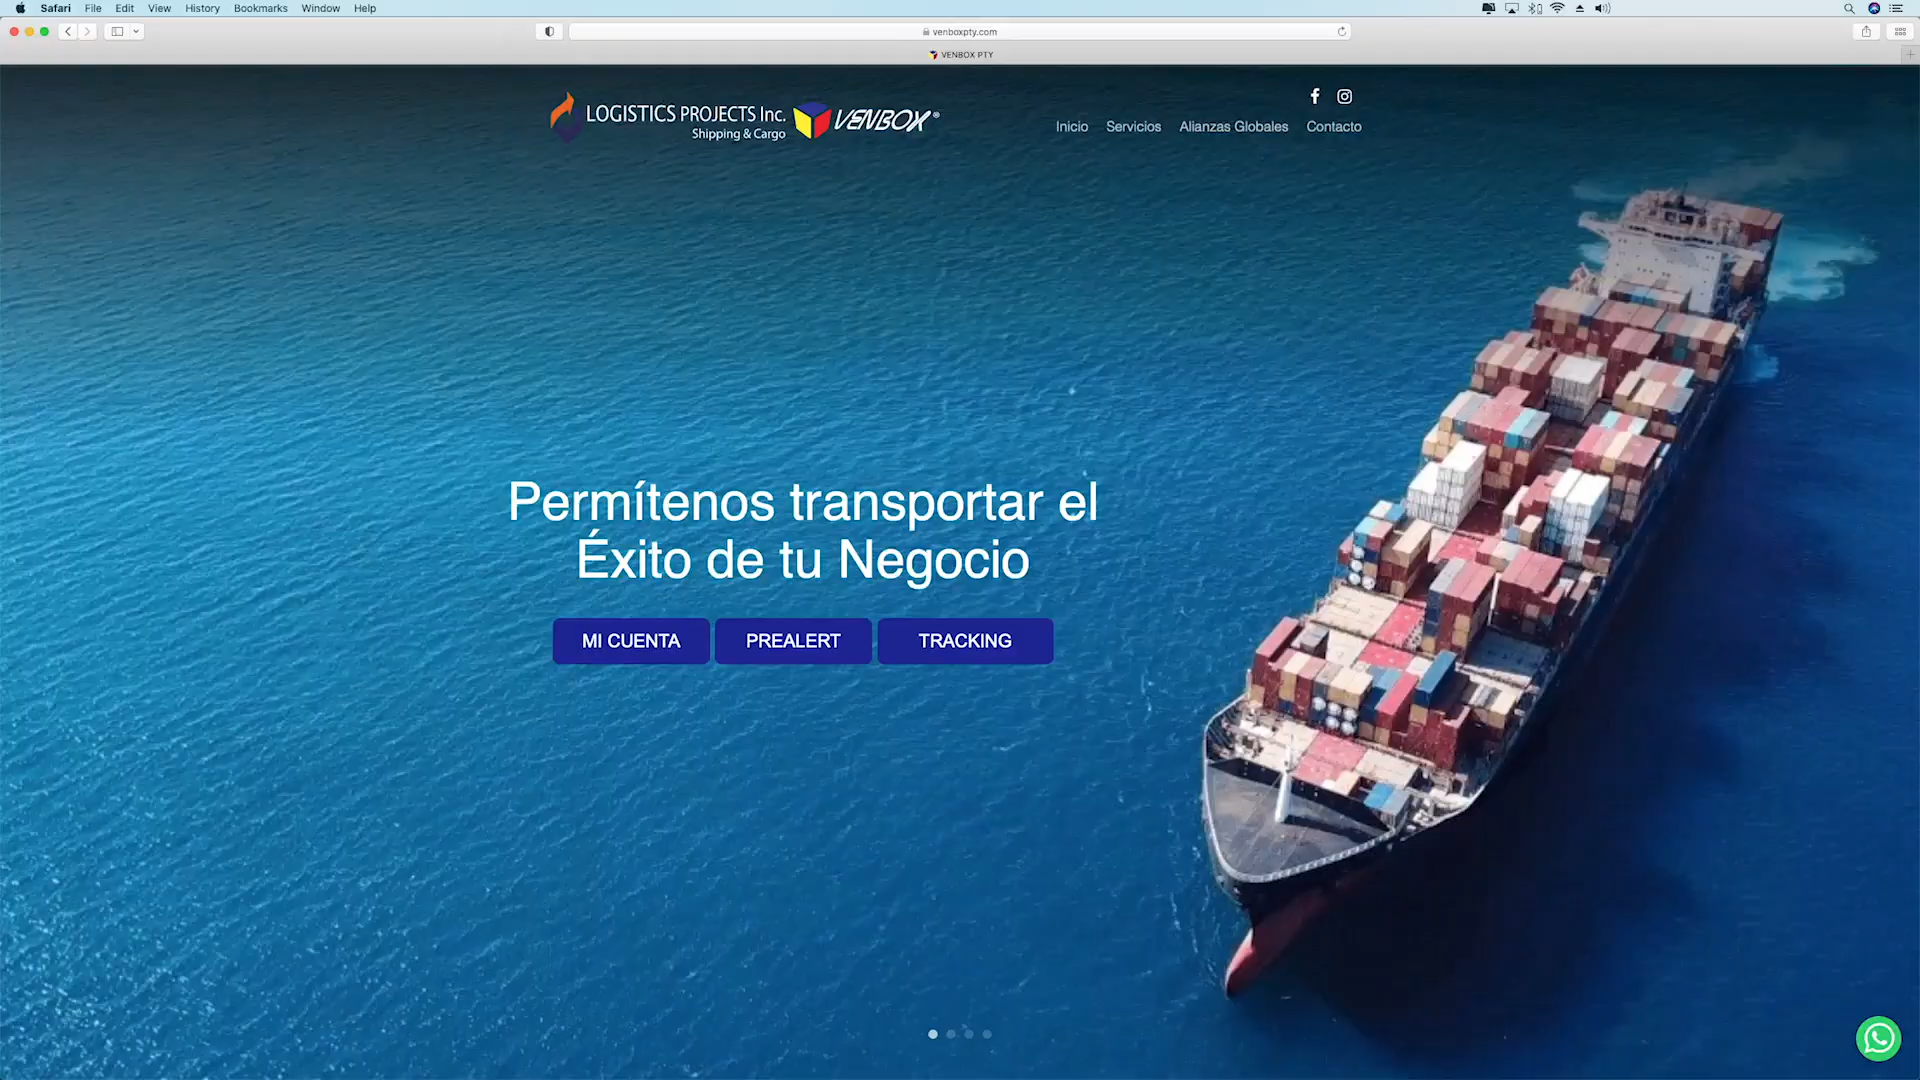 Safari File Edit View History Bookmarks Window Help
venboxpty.com
VENBOX PTY
LOGISTICS PROJECTS Inc.
Shipping & Cargo
VENBOX®
Inicio Servicios Alianzas Globales Contacto
Permítenos transportar el
Éxito de tu Negocio
MI CUENTA PREALERT TRACKING